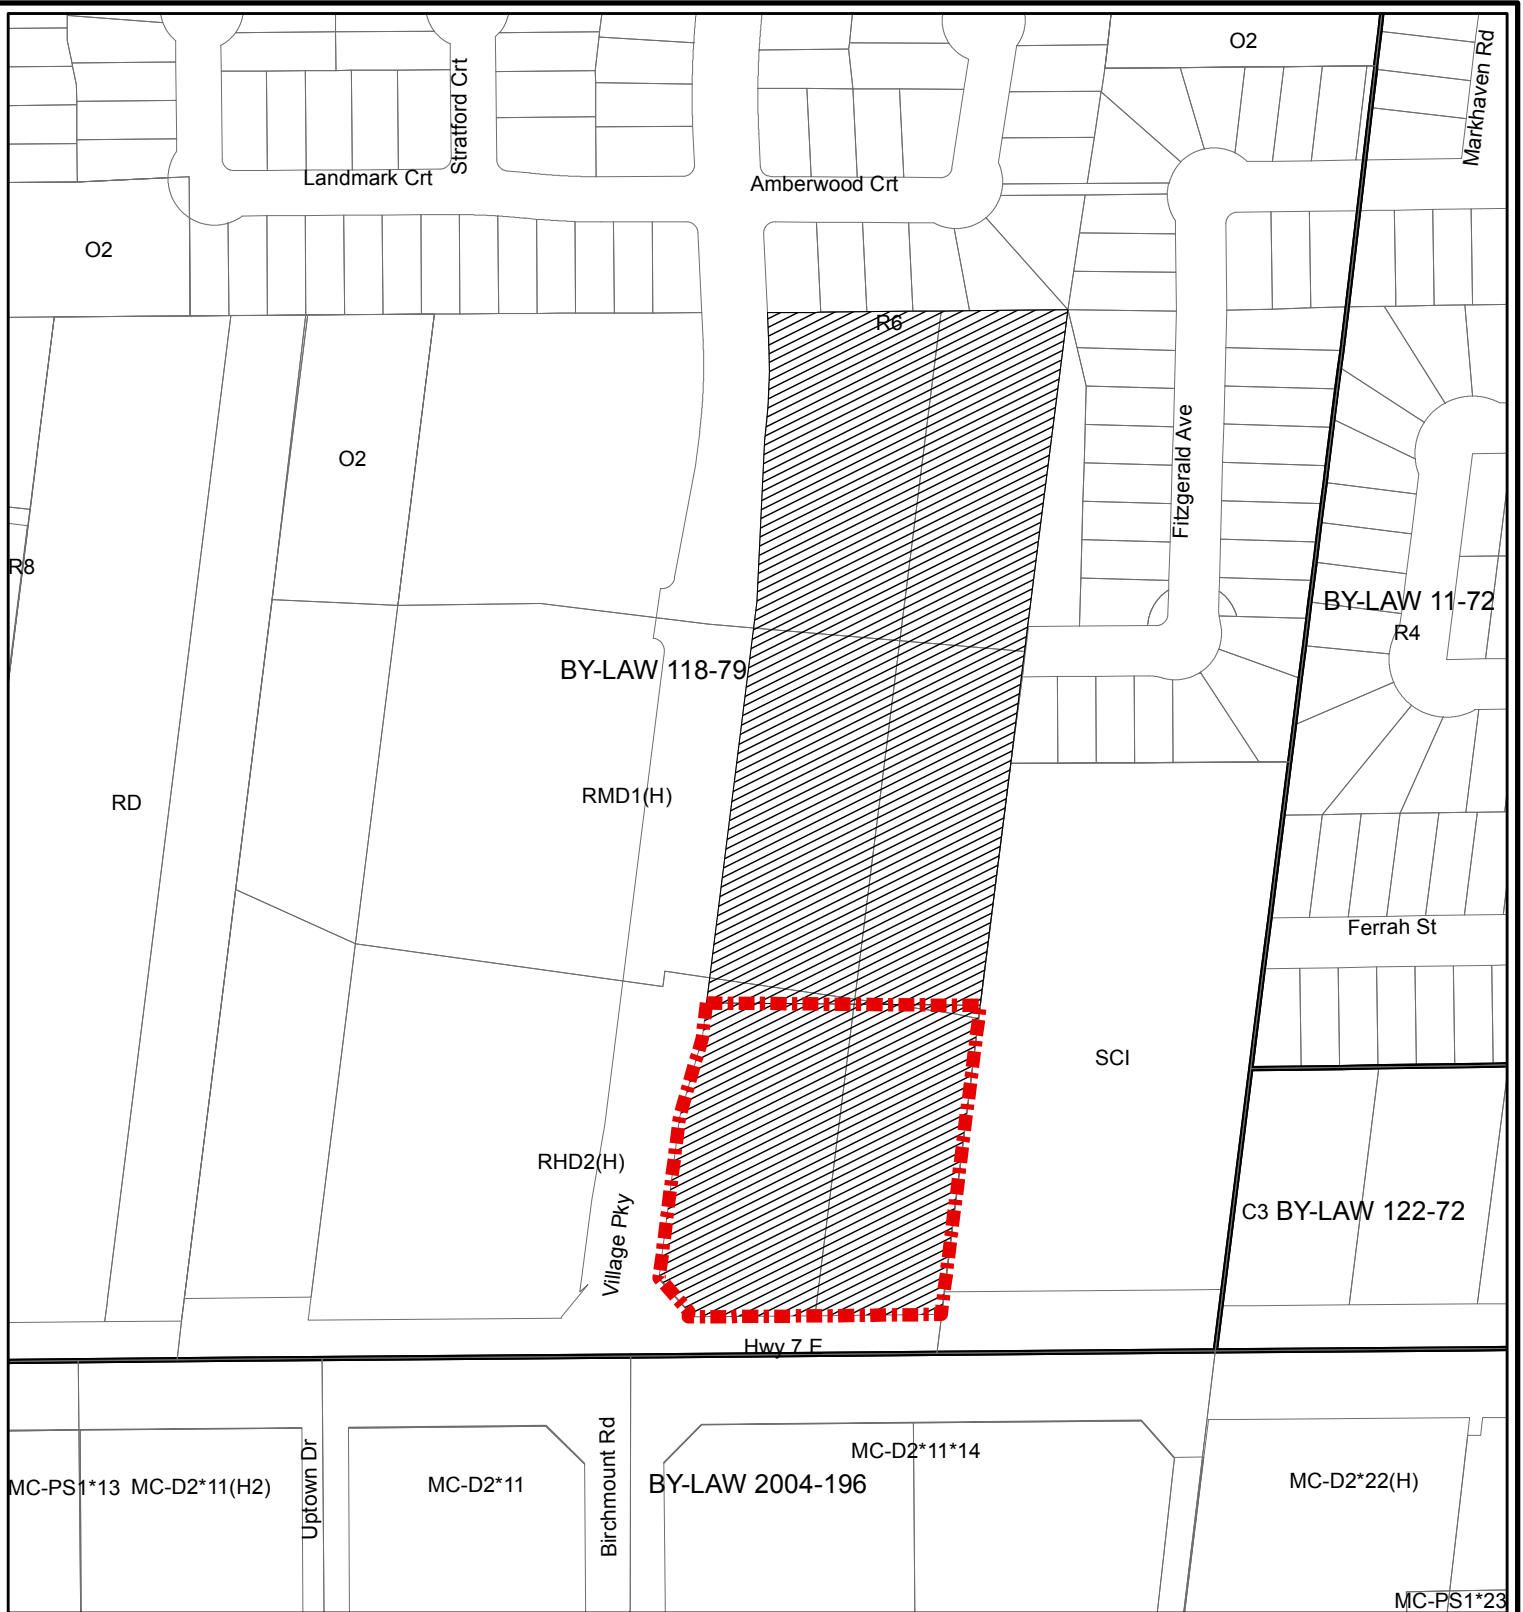 O2
Markhaven Rd
Stratford Crt
Landmark Crt
Amberwood Crt
O2
R6
O2
Fitzgerald Ave
R8
BY-LAW 11-72
R4
BY-LAW 118-79
RD
RMD1(H)
Ferrah St
SCI
RHD2(H)
Village Pky
C3 BY-LAW 122-72
Hwy 7 E
MC-PS1*13
MC-D2*11(H2)
Uptown Dr
MC-D2*11
Birchmount Rd
MC-D2*11*14
BY-LAW 2004-196
MC-D2*22(H)
MC-PS1*23